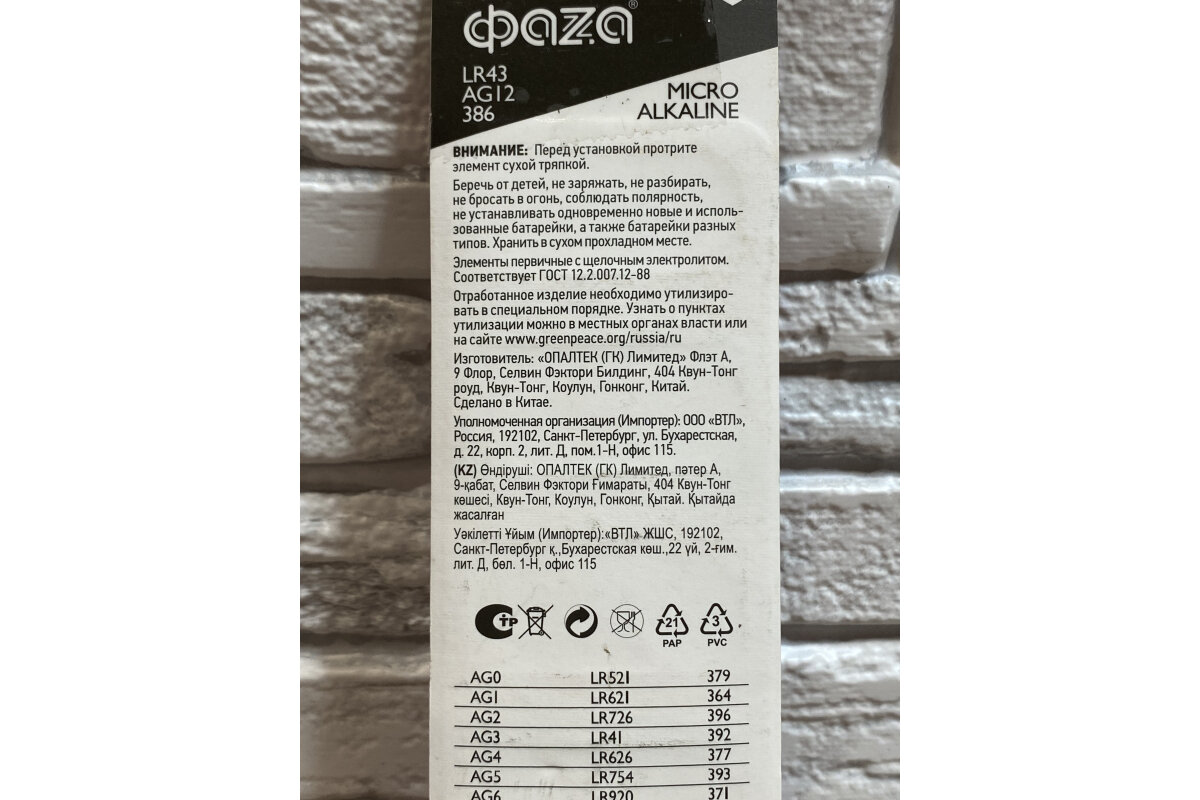 фаzа®
LR43
AG12
386
MICRO
ALKALINE
ВНИМАНИЕ: Перед установкой протрите
элемент сухой тряпкой.
Беречь от детей, не заряжать, не разбирать,
не бросать в огонь, соблюдать полярность,
не устанавливать одновременно новые и исполь-
зованные батарейки, а также батарейки разных
типов. Хранить в сухом прохладном месте.
Элементы первичные с щелочным электролитом.
Соответствует ГОСТ 12.2.007.12-88
Отработанное изделие необходимо утилизиро-
вать в специальном порядке. Узнать о пунктах
утилизации можно в местных органах власти или
на сайте www.greenpeace.org/russia/ru
Изготовитель: «ОПАЛТЕК (ГК) Лимитед» Флэт А,
9 Флор, Селвин Фэктори Билдинг, 404 Квун-Тонг
роуд, Квун-Тонг, Коулун, Гонконг, Китай.
Сделано в Китае.
Уполномоченная организация (Импортер): ООО «ВТЛ»,
Россия, 192102, Санкт-Петербург, ул. Бухарестская,
д. 22, корп. 2, лит. Д, пом.1-Н, офис 115.
(KZ) Өндіруші: ОПАЛТЕК (ГК) Лимитед, пәтер А,
9-қабат, Селвин Фэктори Ғимараты, 404 Квун-Тонг
көшесі, Квун-Тонг, Коулун, Гонконг, Қытай. Қытайда
жасалған
Уәкілетті Ұйым (Импортер):«ВТЛ» ЖШС, 192102,
Санкт-Петербург қ.,Бухарестская көш.,22 үй, 2-ғим.
лит. Д, бөл. 1-Н, офис 115
СТР 21 3
PAP PVC
AG0 LR521 379
AG1 LR621 364
AG2 LR726 396
AG3 LR41 392
AG4 LR626 377
AG5 LR754 393
AG6 LR920 371